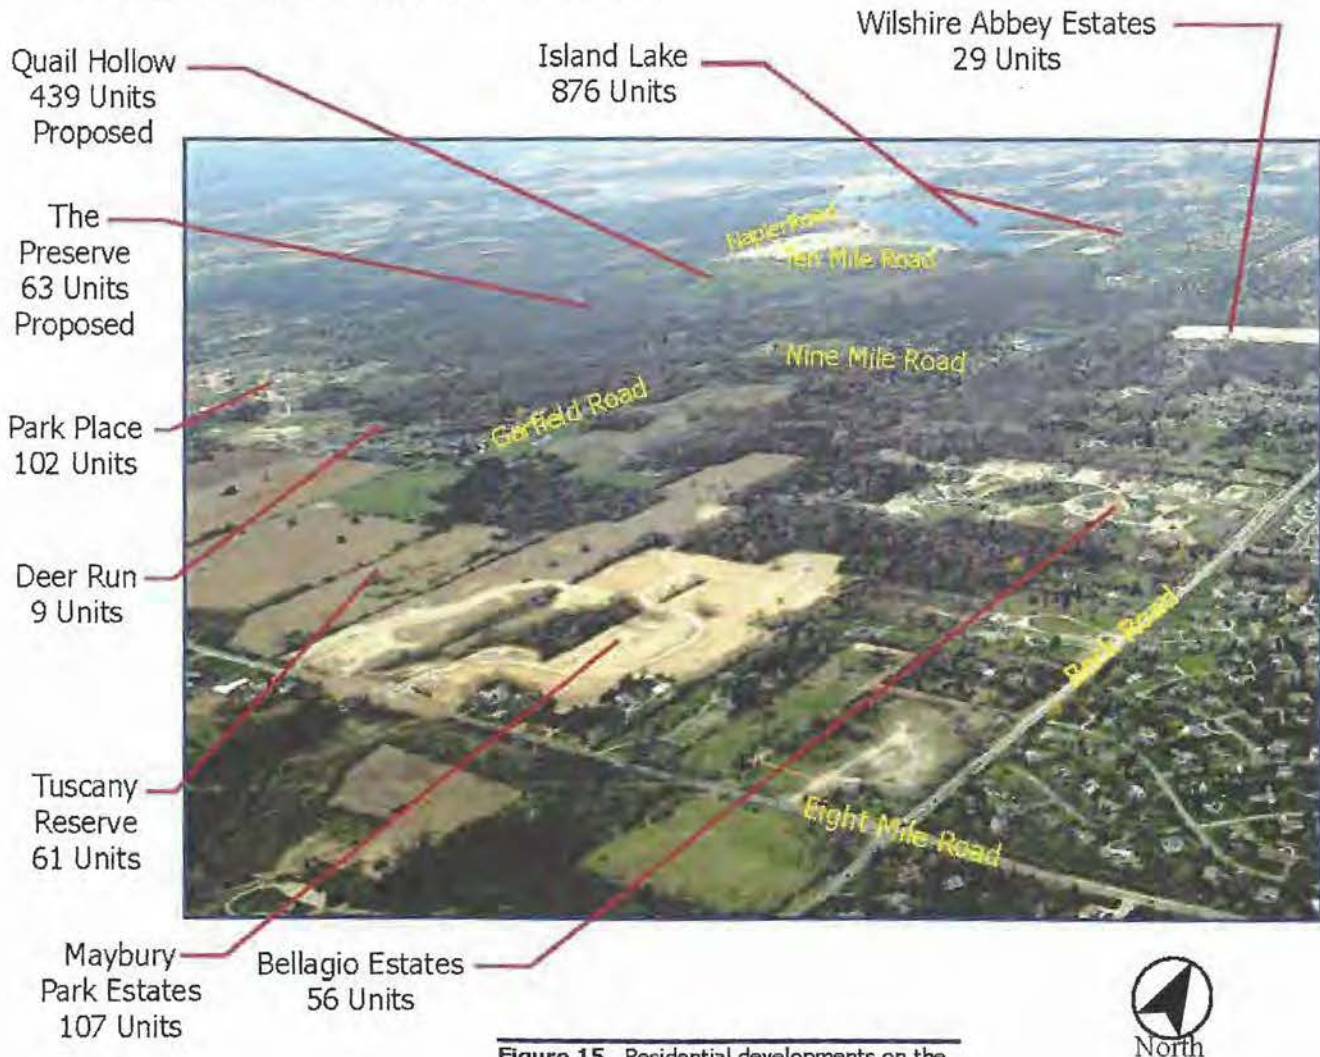 Wilshire Abbey Estates
29 Units
Island Lake
876 Units
Quail Hollow
439 Units
Proposed
The
Preserve
63 Units
Proposed
Napier Road
Ten Mile Road
Nine Mile Road
Garfield Road
Park Place
102 Units
Deer Run
9 Units
Beck Road
Tuscany
Reserve
61 Units
Eight Mile Road
Maybury
Park Estates
107 Units
Bellagio Estates
56 Units
North
Figure 15 Residential developments on the